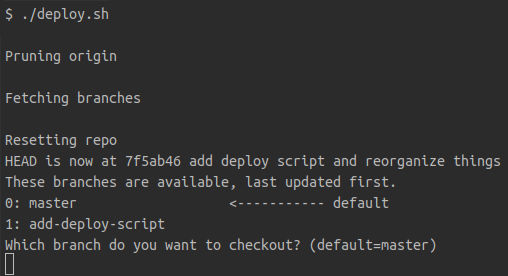 $ ./deploy.sh
Pruning origin
Fetching branches
Resetting repo
HEAD is now at 7f5ab46 add deploy script and reorganize things
These branches are available, last updated first.
0: master                   <----------- default
1: add-deploy-script
Which branch do you want to checkout? (default=master)